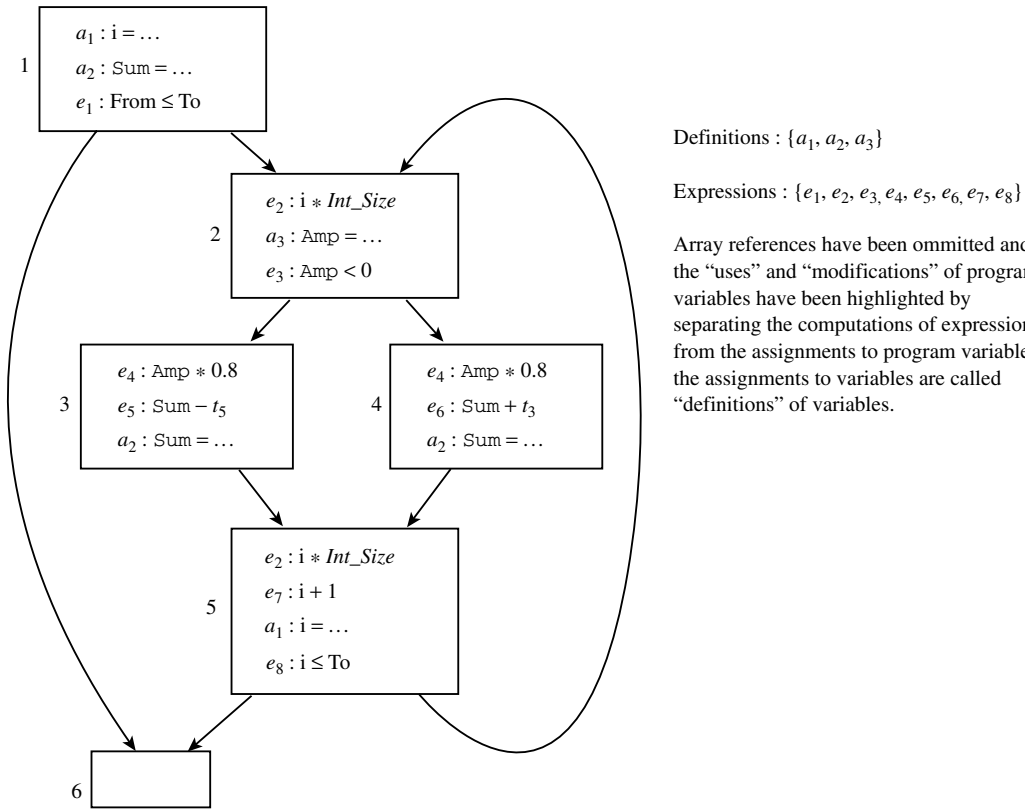 1
a₁ : i = …
a₂ : Sum = …
e₁ : From ≤ To
2
e₂ : i ∗ Int_Size
a₃ : Amp = …
e₃ : Amp < 0
3
e₄ : Amp ∗ 0.8
e₅ : Sum − t₅
a₂ : Sum = …
4
e₄ : Amp ∗ 0.8
e₆ : Sum + t₃
a₂ : Sum = …
5
e₂ : i ∗ Int_Size
e₇ : i + 1
a₁ : i = …
e₈ : i ≤ To
6
Definitions : {a₁, a₂, a₃}
Expressions : {e₁, e₂, e₃, e₄, e₅, e₆, e₇, e₈}
Array references have been ommitted and
the “uses” and “modifications” of program
variables have been highlighted by
separating the computations of expression
from the assignments to program variable
the assignments to variables are called
“definitions” of variables.